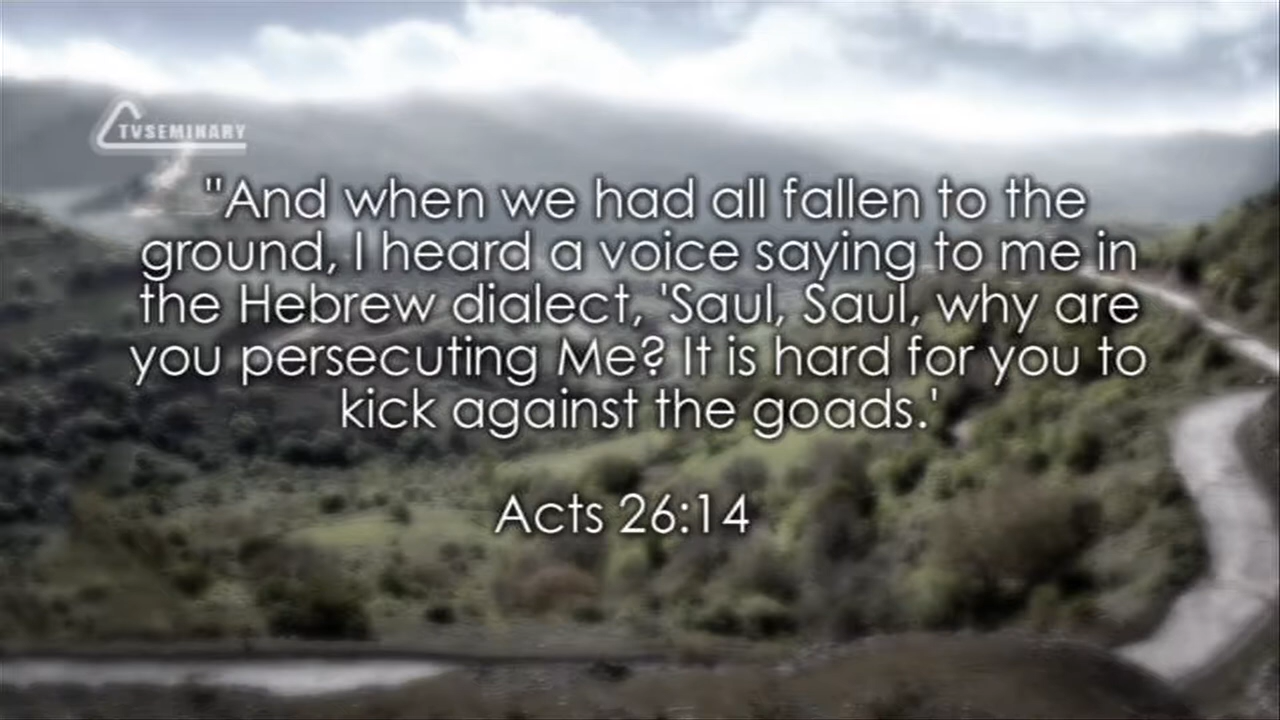 TVSEMINARY
"And when we had all fallen to the
ground, I heard a voice saying to me in
the Hebrew dialect, 'Saul, Saul, why are
you persecuting Me? It is hard for you to
kick against the goads.'
Acts 26:14